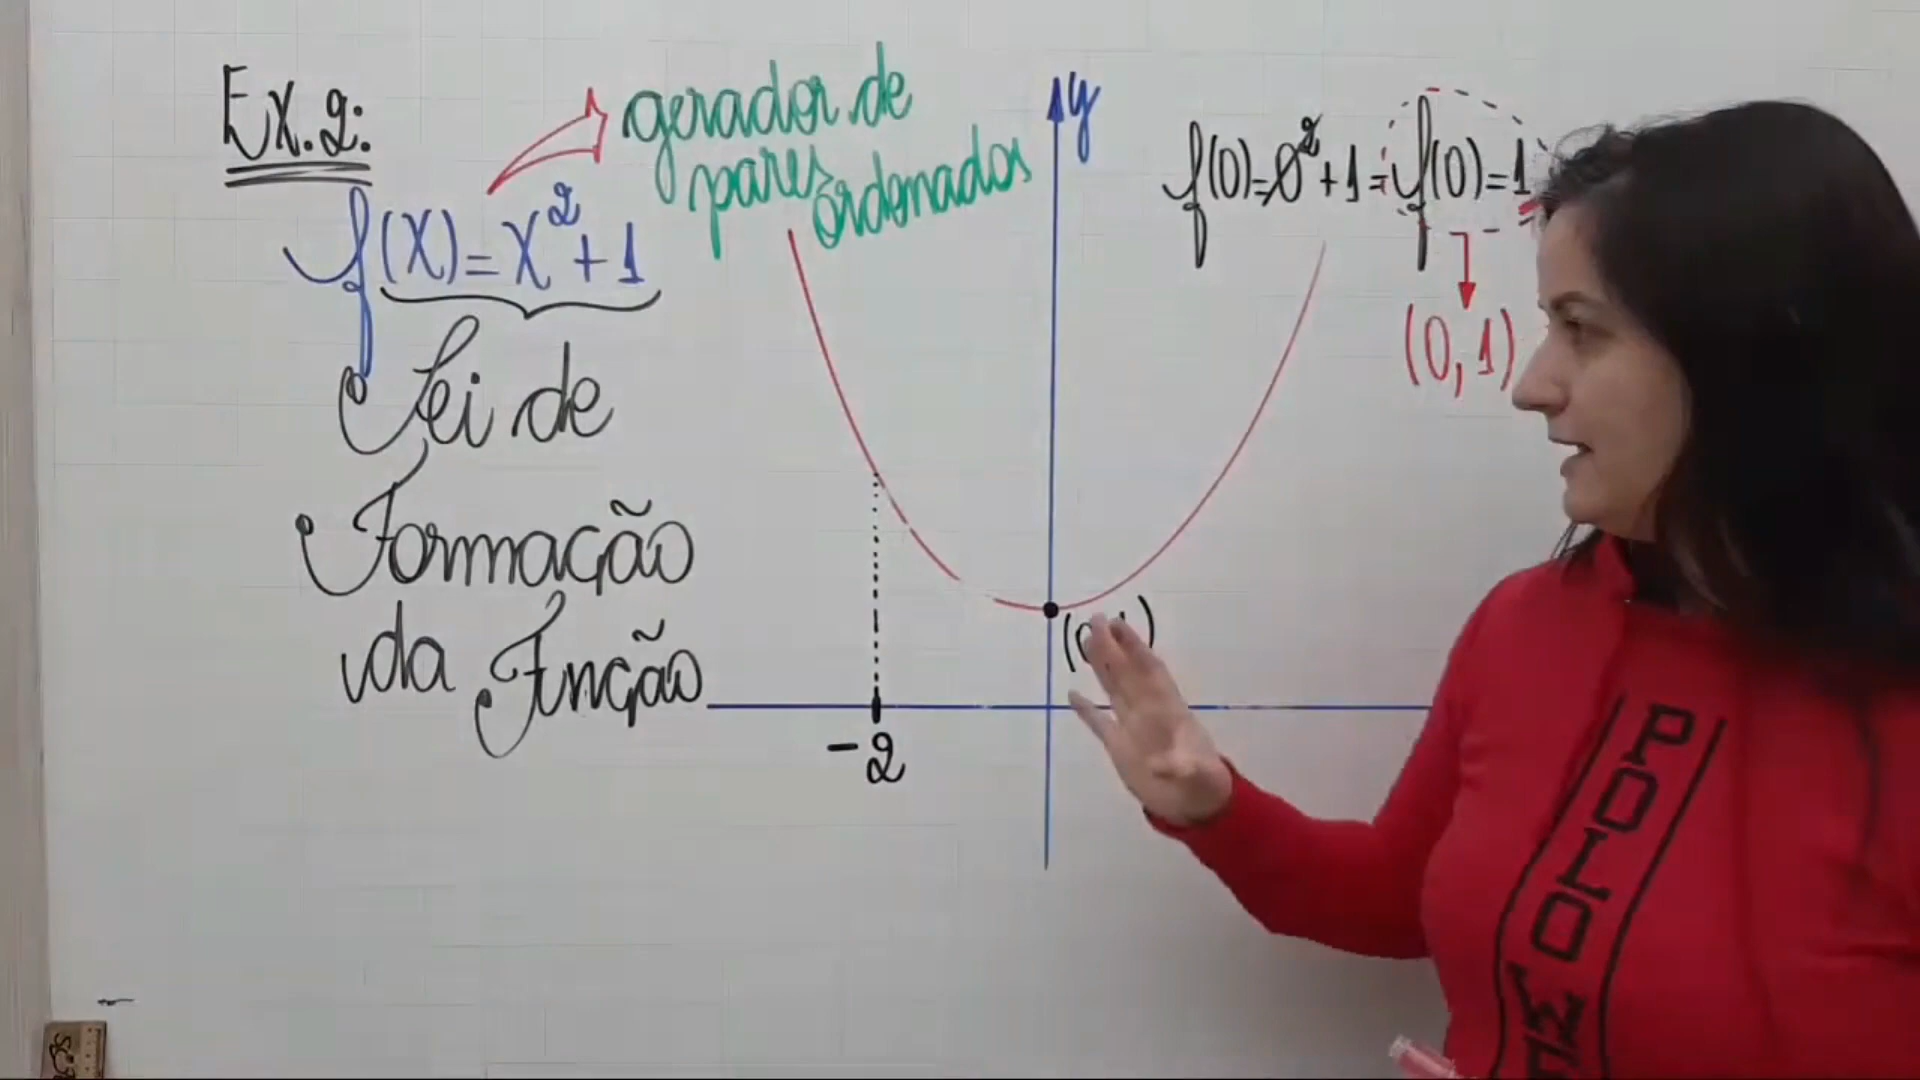 Ex. 2:
gerador de
pares
ordenados
f(x)=x²+1
Lei de
Formação
da Função
y
f(0)=0²+1=f(0)=1
(0,1)
-2
POLO